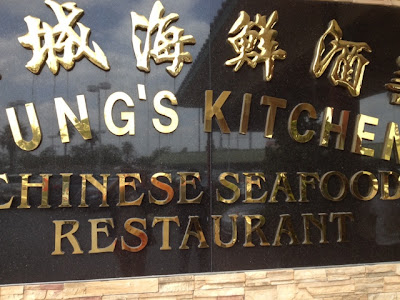 城海鮮酒
UNG'S KITCHEN
CHINESE SEAFOOD
RESTAURANT